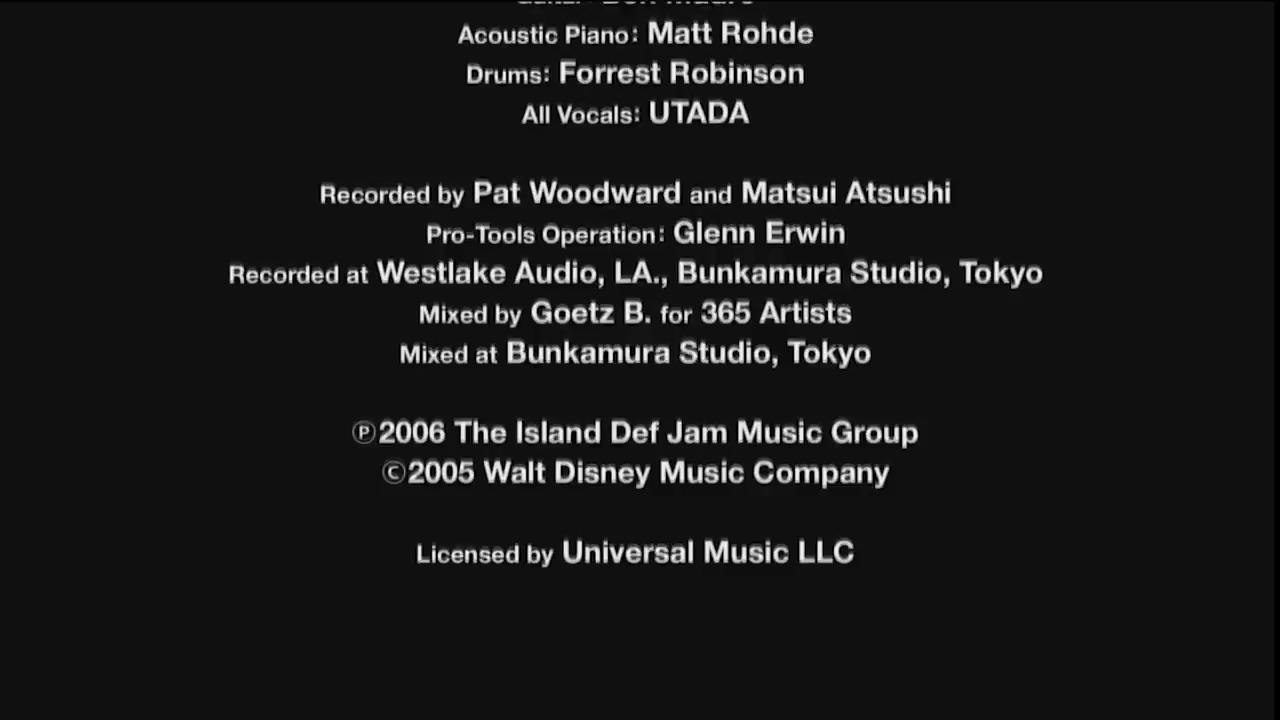 Acoustic Piano: Matt Rohde
Drums: Forrest Robinson
All Vocals: UTADA
Recorded by Pat Woodward and Matsui Atsushi
Pro-Tools Operation: Glenn Erwin
Recorded at Westlake Audio, LA., Bunkamura Studio, Tokyo
Mixed by Goetz B. for 365 Artists
Mixed at Bunkamura Studio, Tokyo
℗2006 The Island Def Jam Music Group
©2005 Walt Disney Music Company
Licensed by Universal Music LLC